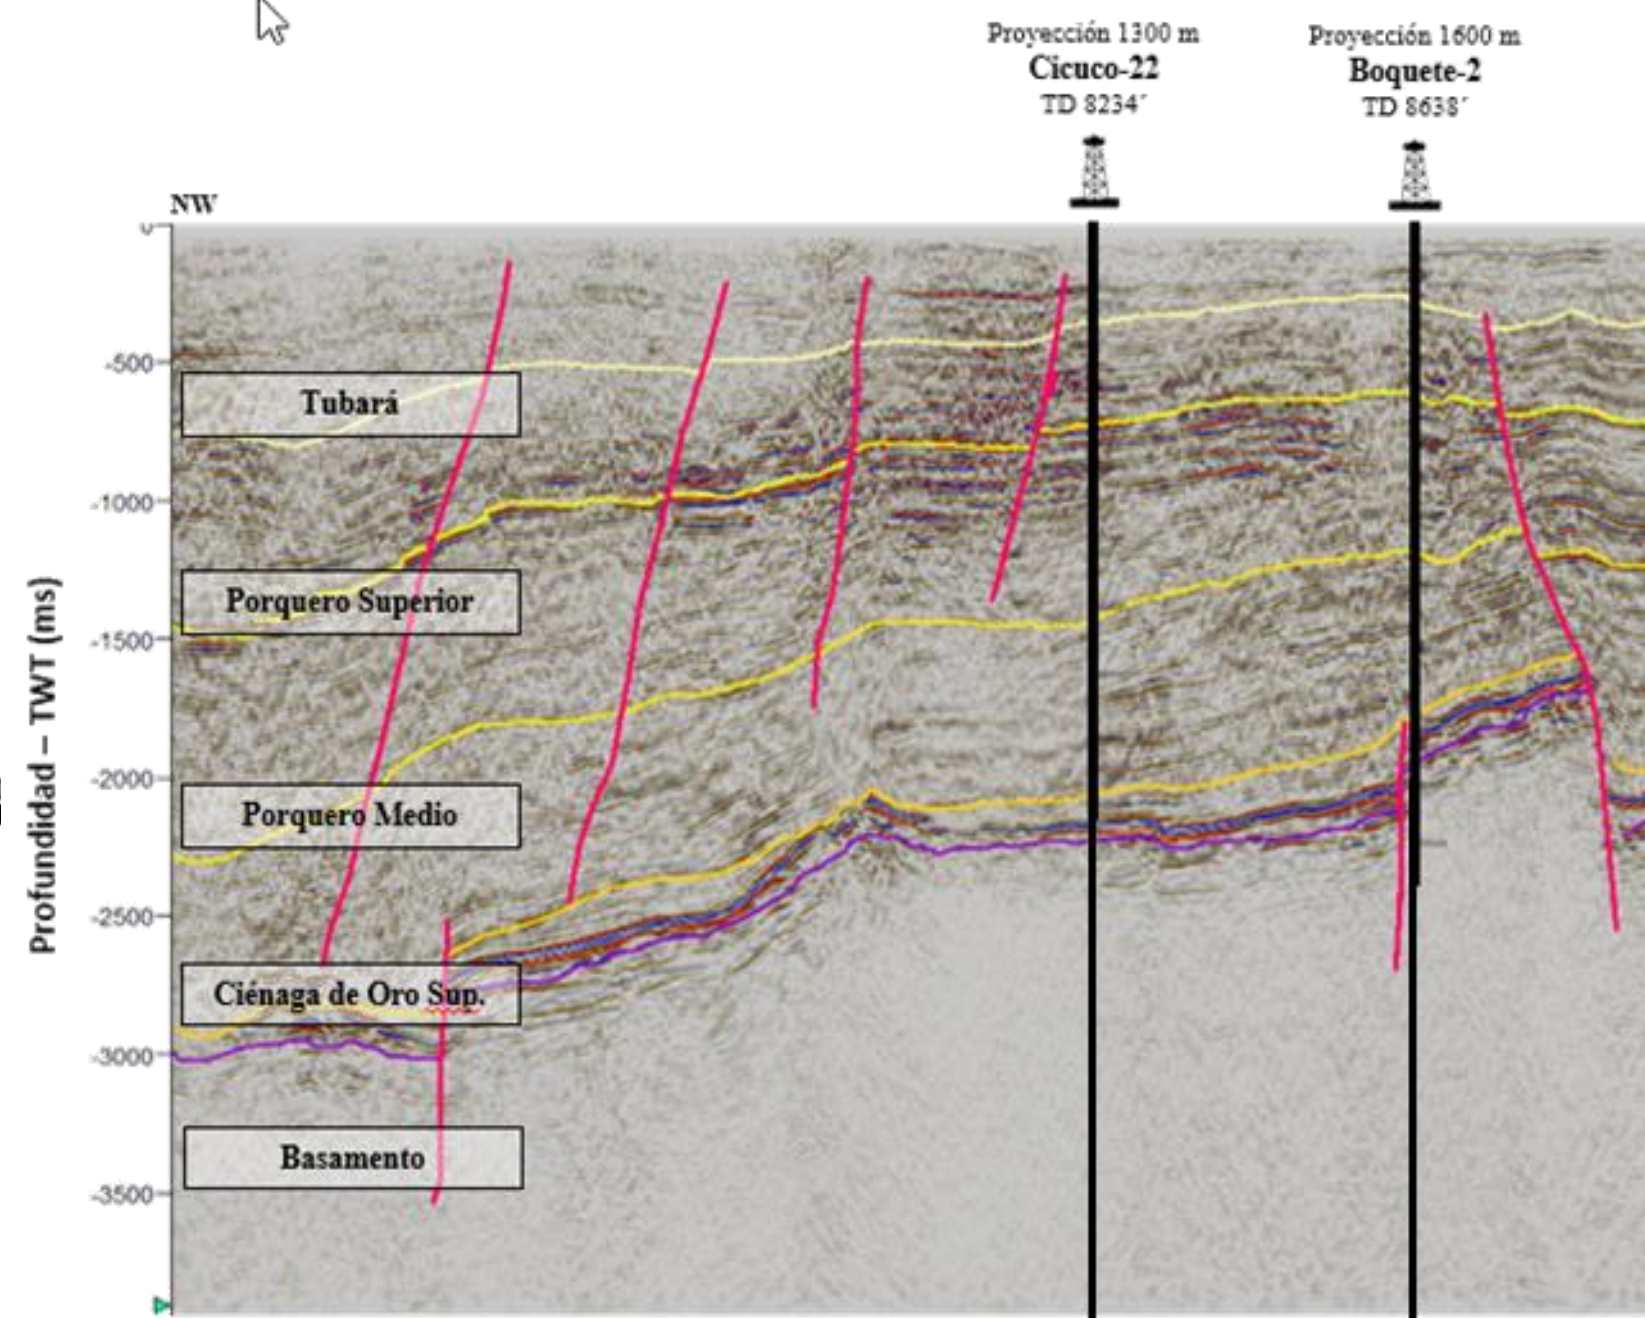 Proyección 1300 m
Cicuco-22
TD 8234´
Proyección 1600 m
Boquete-2
TD 8638´
NW
0
-500
Tubará
-1000
Porquero Superior
-1500
-2000
Porquero Medio
-2500
Ciénaga de Oro Sup.
-3000
Basamento
-3500
Profundidad – TWT (ms)